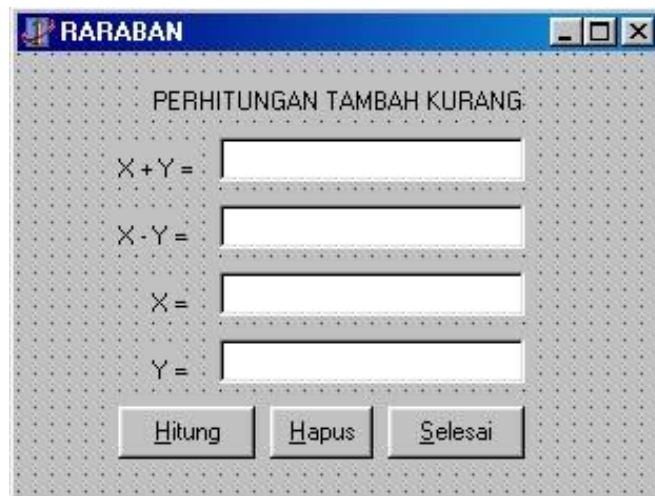 RARABAN
PERHITUNGAN TAMBAH KURANG
X + Y =
X - Y =
X =
Y =
Hitung Hapus Selesai